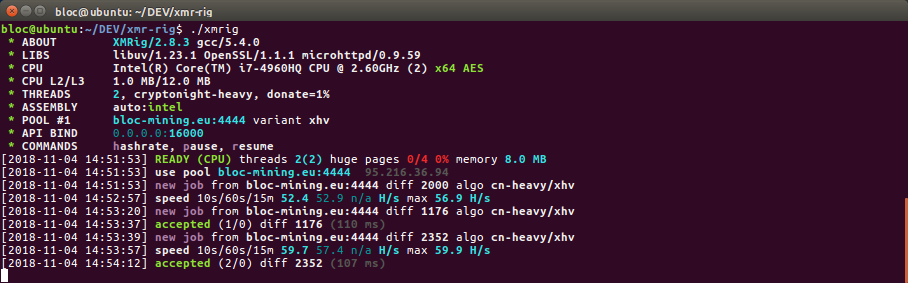 bloc@ubuntu: ~/DEV/xmr-rig
bloc@ubuntu:~/DEV/xmr-rig$ ./xmrig
* ABOUT XMRig/2.8.3 gcc/5.4.0
* LIBS libuv/1.23.1 OpenSSL/1.1.1 microhttpd/0.9.59
* CPU Intel(R) Core(TM) i7-4960HQ CPU @ 2.60GHz (2) x64 AES
* CPU L2/L3 1.0 MB/12.0 MB
* THREADS 2, cryptonight-heavy, donate=1%
* ASSEMBLY auto:intel
* POOL #1 bloc-mining.eu:4444 variant xhv
* API BIND 0.0.0.0:16000
* COMMANDS hashrate, pause, resume
[2018-11-04 14:51:53] READY (CPU) threads 2(2) huge pages 0/4 0% memory 8.0 MB
[2018-11-04 14:51:53] use pool bloc-mining.eu:4444 95.216.36.94
[2018-11-04 14:51:53] new job from bloc-mining.eu:4444 diff 2000 algo cn-heavy/xhv
[2018-11-04 14:52:57] speed 10s/60s/15m 52.4 52.9 n/a H/s max 56.9 H/s
[2018-11-04 14:53:20] new job from bloc-mining.eu:4444 diff 1176 algo cn-heavy/xhv
[2018-11-04 14:53:37] accepted (1/0) diff 1176 (110 ms)
[2018-11-04 14:53:39] new job from bloc-mining.eu:4444 diff 2352 algo cn-heavy/xhv
[2018-11-04 14:53:57] speed 10s/60s/15m 59.7 57.4 n/a H/s max 59.9 H/s
[2018-11-04 14:54:12] accepted (2/0) diff 2352 (107 ms)